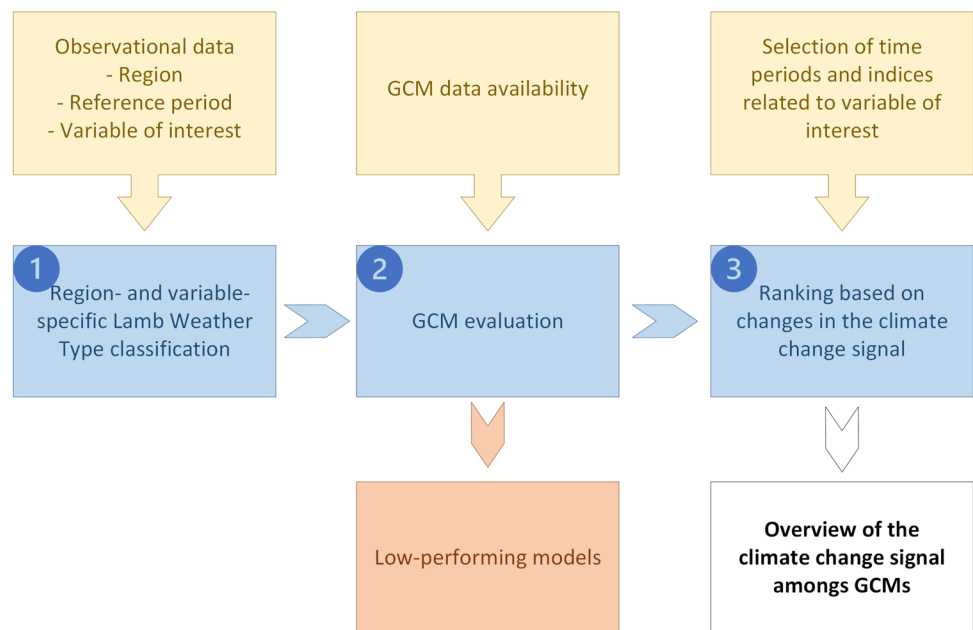 Observational data
- Region
- Reference period
- Variable of interest
GCM data availability
Selection of time
periods and indices
related to variable of
interest
1
Region- and variable-
specific Lamb Weather
Type classification
2
GCM evaluation
3
Ranking based on
changes in the climate
change signal
Low-performing models
Overview of the
climate change signal
amongs GCMs